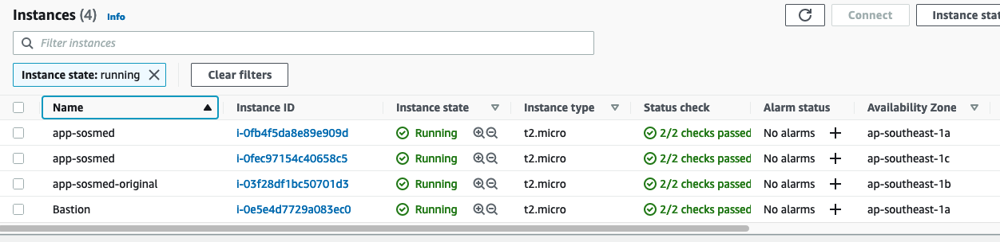 Instances (4) Info
Connect
Instance stat
Filter instances
Instance state: running
Clear filters
Name Instance ID Instance state Instance type Status check Alarm status Availability Zone
app-sosmed i-0fb4f5da8e89e909d Running t2.micro 2/2 checks passed No alarms + ap-southeast-1a
app-sosmed i-0fec97154c40658c5 Running t2.micro 2/2 checks passed No alarms + ap-southeast-1c
app-sosmed-original i-03f28df1bc50701d3 Running t2.micro 2/2 checks passed No alarms + ap-southeast-1b
Bastion i-0e5e4d7729a083ec0 Running t2.micro 2/2 checks passed No alarms + ap-southeast-1a